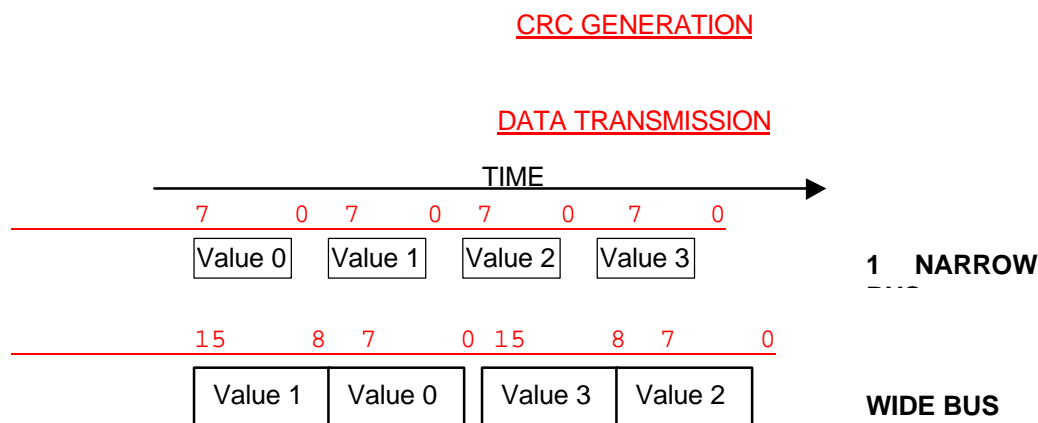 CRC GENERATION
DATA TRANSMISSION
TIME
7 0 7 0 7 0 7 0
Value 0 Value 1 Value 2 Value 3
1 NARROW
15 8 7 0 15 8 7 0
Value 1 Value 0 Value 3 Value 2
WIDE BUS